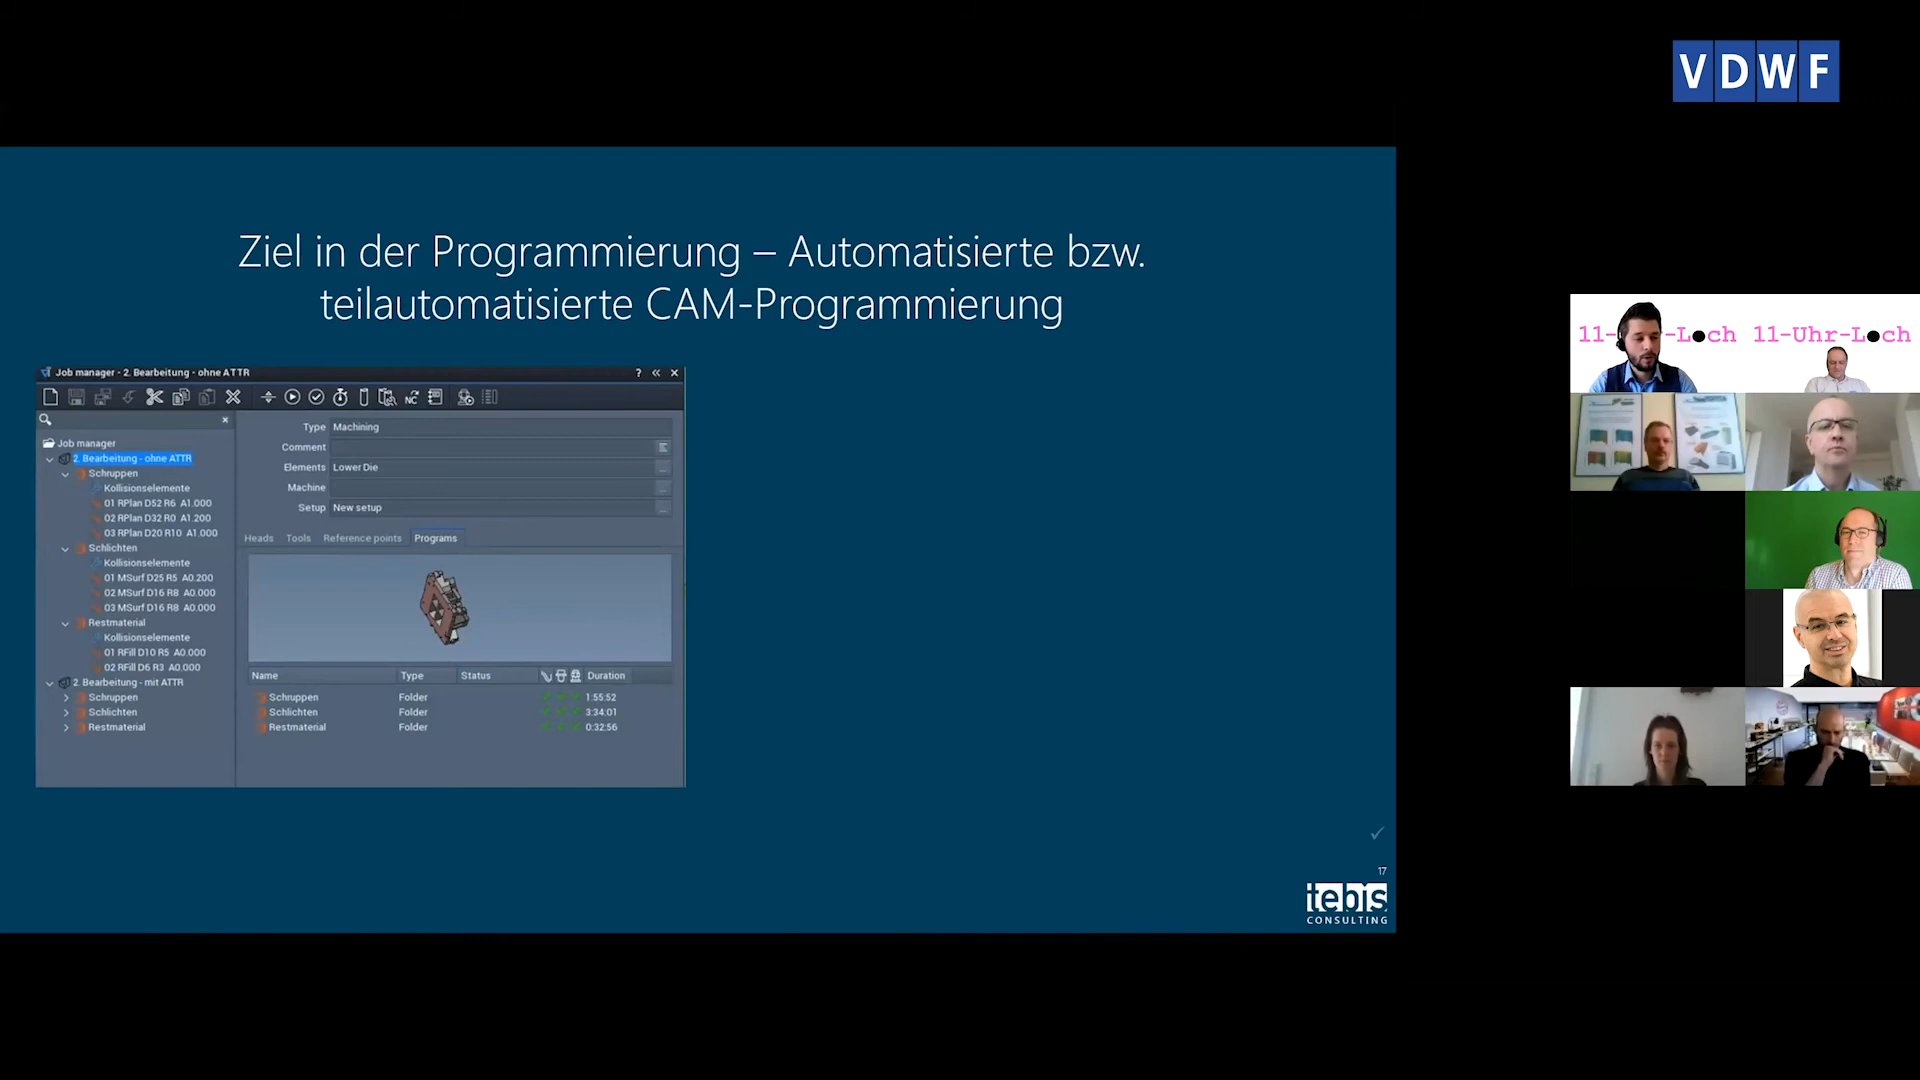 VDWF
Ziel in der Programmierung – Automatisierte bzw.
teilautomatisierte CAM-Programmierung
Job manager - 2. Bearbeitung - ohne ATTR
NC
Job manager
2. Bearbeitung - ohne ATTR
Schruppen
Kollisionselemente
01 RPlan D52 R6 A1.000
02 RPlan D32 R0 A1.200
03 RPlan D20 R10 A1.000
Schlichten
Kollisionselemente
01 MSurf D25 R5 A0.200
02 MSurf D16 R8 A0.000
03 MSurf D16 R8 A0.000
Restmaterial
Kollisionselemente
01 RFill D10 R5 A0.000
02 RFill D6 R3 A0.000
2. Bearbeitung - mit ATTR
Schruppen
Schlichten
Restmaterial
Type Machining
Comment
Elements Lower Die
Machine
Setup New setup
Heads Tools Reference points Programs
Name Type Status Duration
Schruppen Folder 1:55:52
Schlichten Folder 3:34:01
Restmaterial Folder 0:32:56
17
tebis
CONSULTING
11- -Loch 11-Uhr-Loch